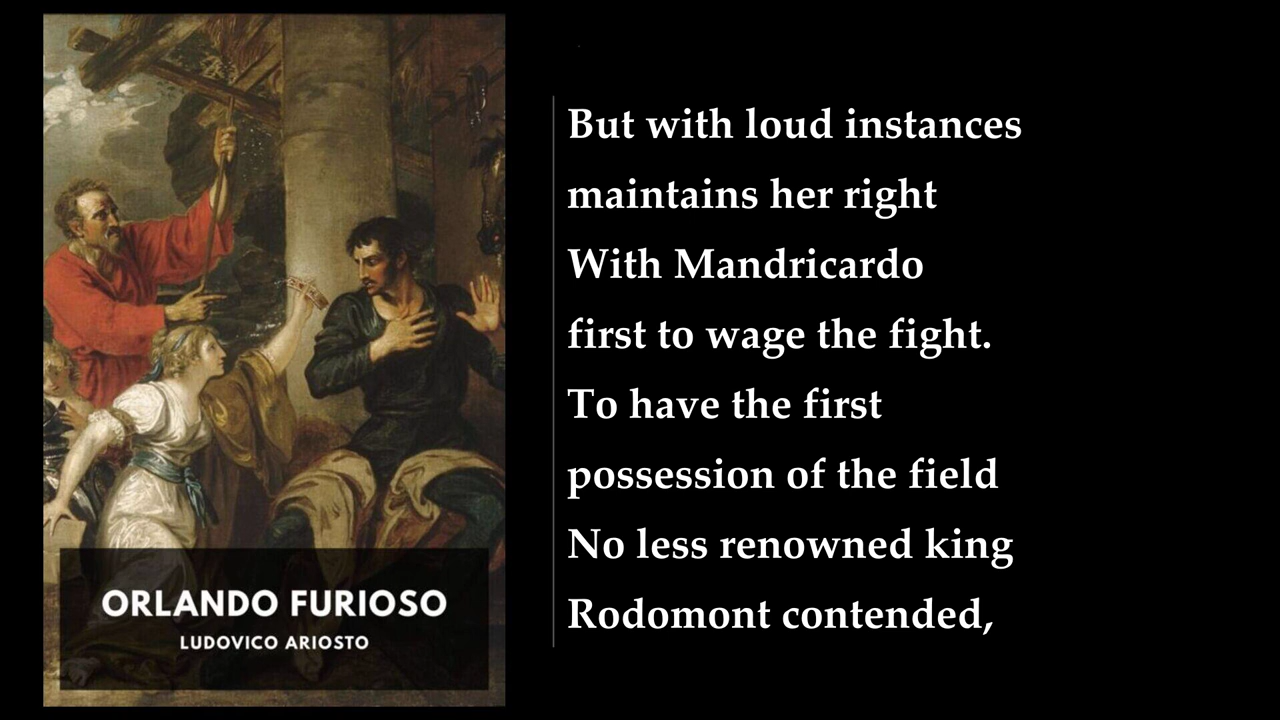 ORLANDO FURIOSO
LUDOVICO ARIOSTO
But with loud instances
maintains her right
With Mandricardo
first to wage the fight.
To have the first
possession of the field
No less renowned king
Rodomont contended,